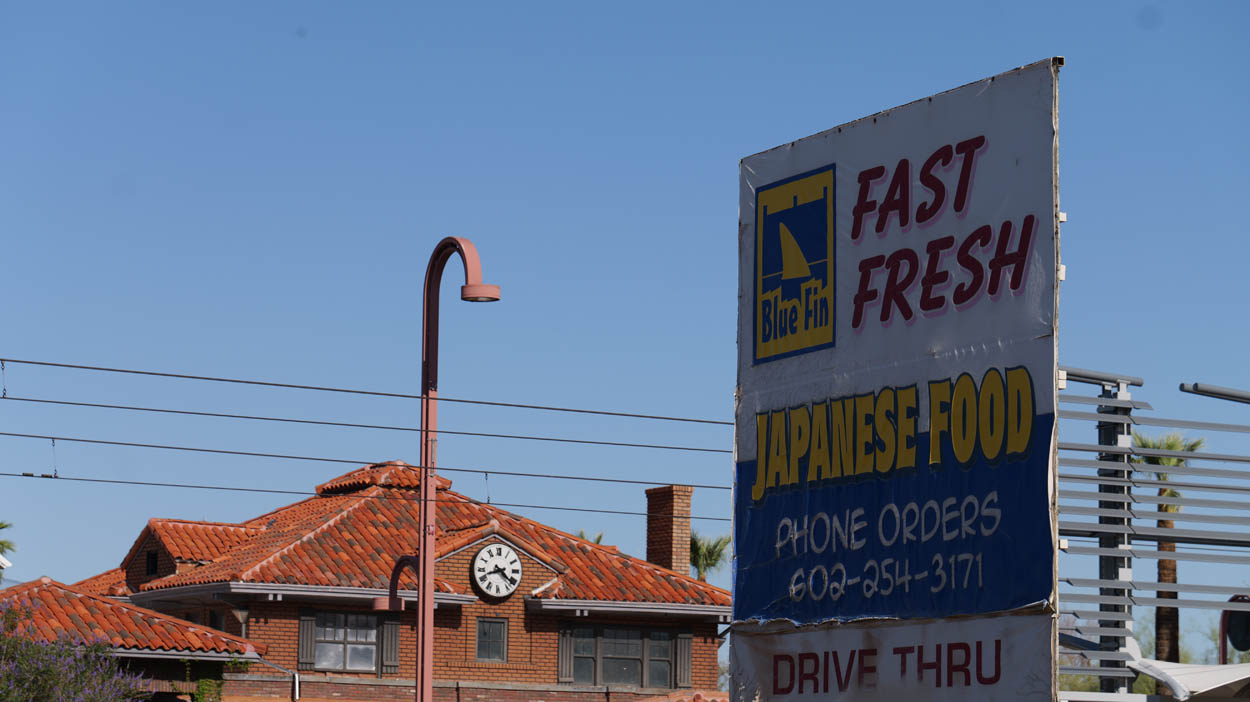 FAST
FRESH
Blue Fin
JAPANESE FOOD
PHONE ORDERS
602-254-3171
DRIVE THRU